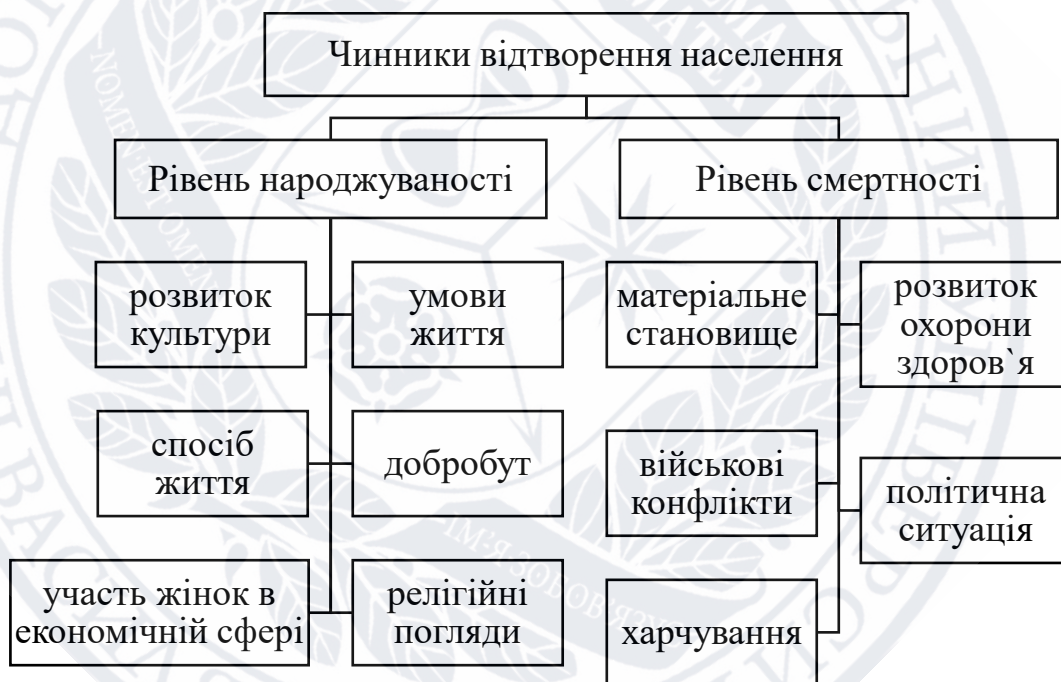 Чинники відтворення населення
Рівень народжуваності
Рівень смертності
розвиток
культури
умови
життя
матеріальне
становище
розвиток
охорони
здоров`я
спосіб
життя
добробут
військові
конфлікти
політична
ситуація
участь жінок в
економічній сфері
релігійні
погляди
харчування